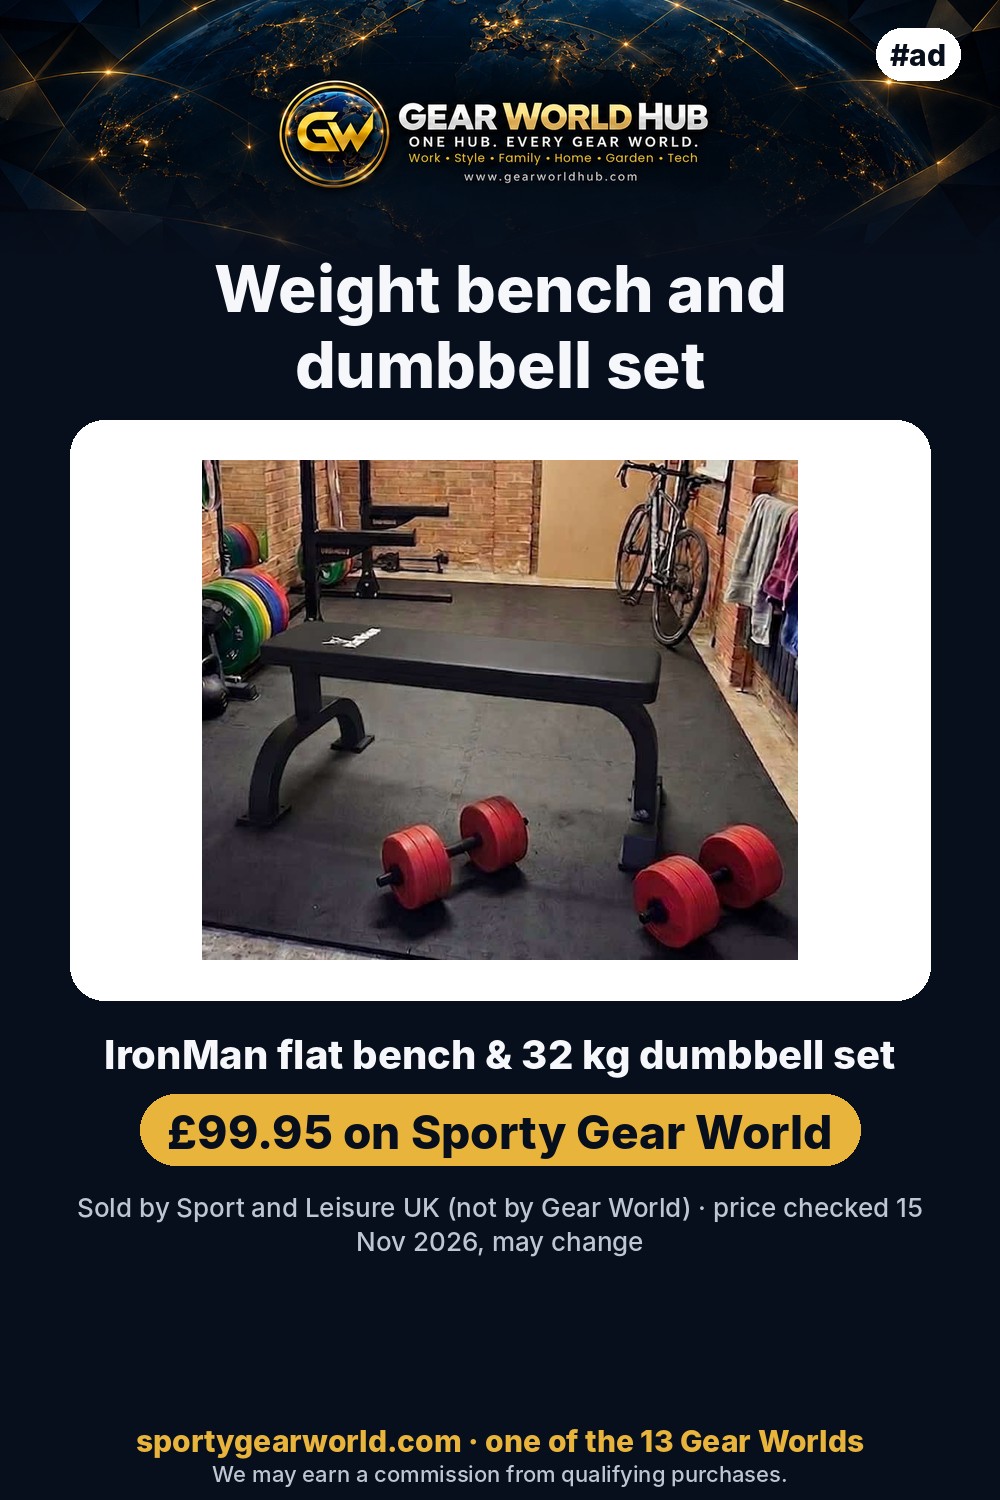 #ad
GW
GEAR WORLD HUB
ONE HUB. EVERY GEAR WORLD.
Work • Style • Family • Home • Garden • Tech
www.gearworldhub.com
Weight bench and
dumbbell set
IronMan flat bench & 32 kg dumbbell set
£99.95 on Sporty Gear World
Sold by Sport and Leisure UK (not by Gear World) · price checked 15
Nov 2026, may change
sportygearworld.com · one of the 13 Gear Worlds
We may earn a commission from qualifying purchases.